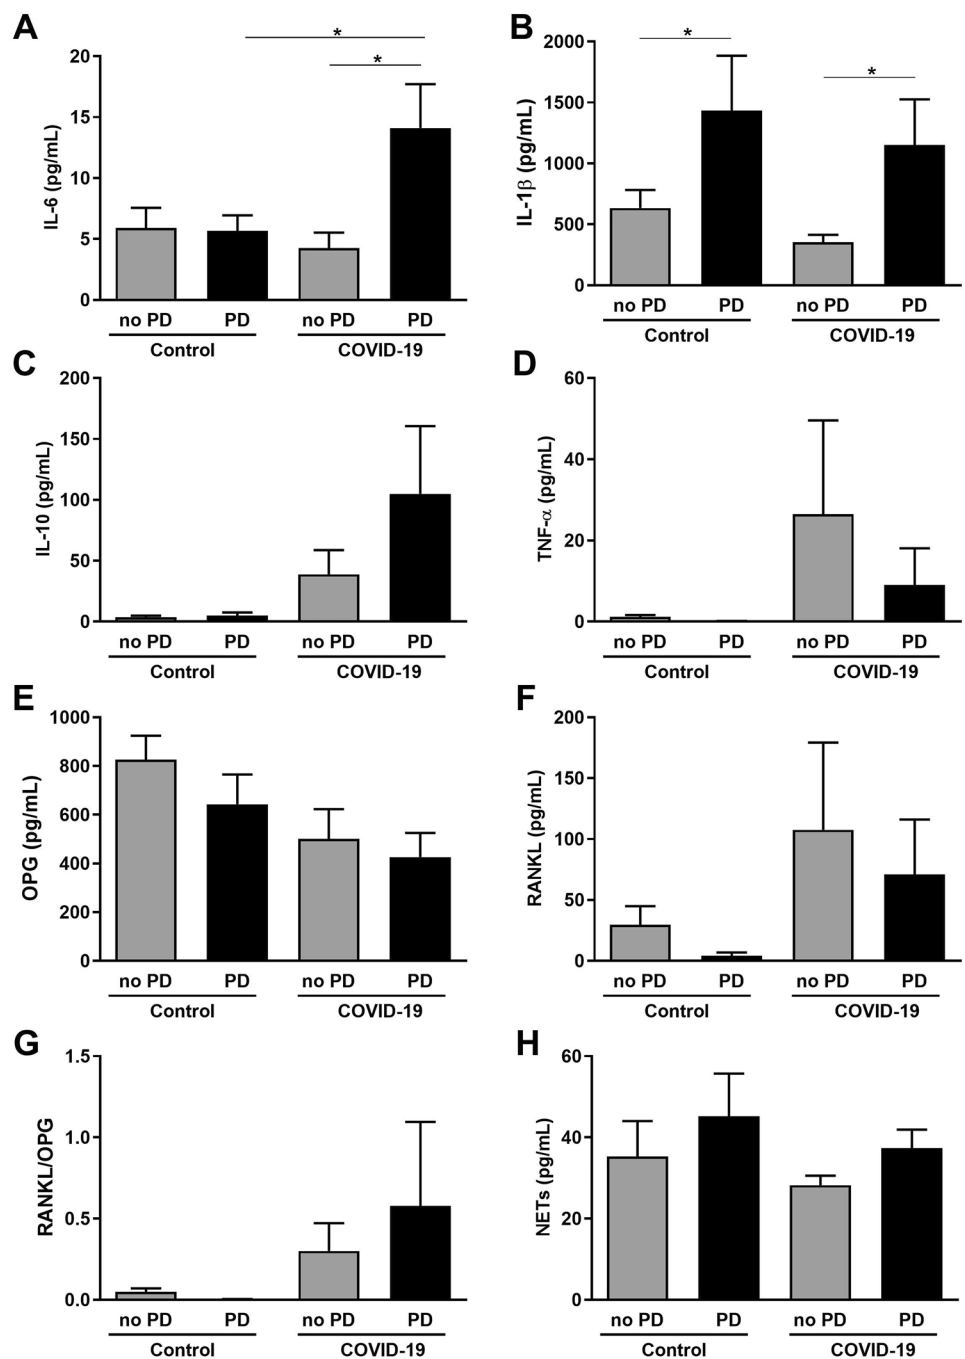 A
B
*
*
*
*
20
15
10
5
0
IL-6 (pg/mL)
no PD PD no PD PD
Control COVID-19
2000
1500
1000
500
0
IL-1β (pg/mL)
no PD PD no PD PD
Control COVID-19
C
200
150
100
50
0
IL-10 (pg/mL)
no PD PD no PD PD
Control COVID-19
D
60
40
20
0
TNF-α (pg/mL)
no PD PD no PD PD
Control COVID-19
E
1000
800
600
400
200
0
OPG (pg/mL)
no PD PD no PD PD
Control COVID-19
F
200
150
100
50
0
RANKL (pg/mL)
no PD PD no PD PD
Control COVID-19
G
1.5
1.0
0.5
0.0
RANKL/OPG
no PD PD no PD PD
Control COVID-19
H
60
40
20
0
NETs (pg/mL)
no PD PD no PD PD
Control COVID-19